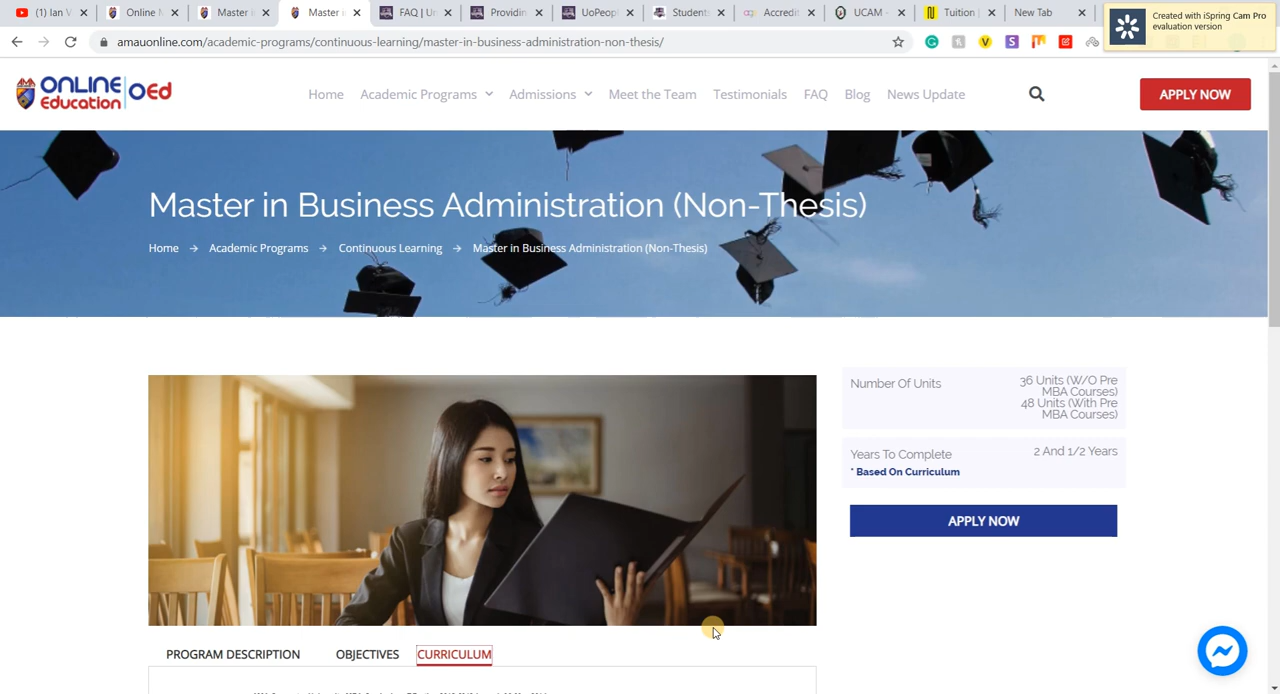 (1) Ian V
Online M
Master i
Master i
FAQ | U
Providin
UoPeopl
Students
Accredit
UCAM -
Tuition |
New Tab
Created with iSpring Cam Pro
evaluation version
amauonline.com/academic-programs/continuous-learning/master-in-business-administration-non-thesis/
ONLINE
Education
OEd
Home
Academic Programs
Admissions
Meet the Team
Testimonials
FAQ
Blog
News Update
APPLY NOW
Master in Business Administration (Non-Thesis)
Home → Academic Programs → Continuous Learning → Master in Business Administration (Non-Thesis)
Number Of Units
36 Units (W/O Pre
MBA Courses)
48 Units (With Pre
MBA Courses)
Years To Complete
2 And 1/2 Years
* Based On Curriculum
APPLY NOW
PROGRAM DESCRIPTION
OBJECTIVES
CURRICULUM